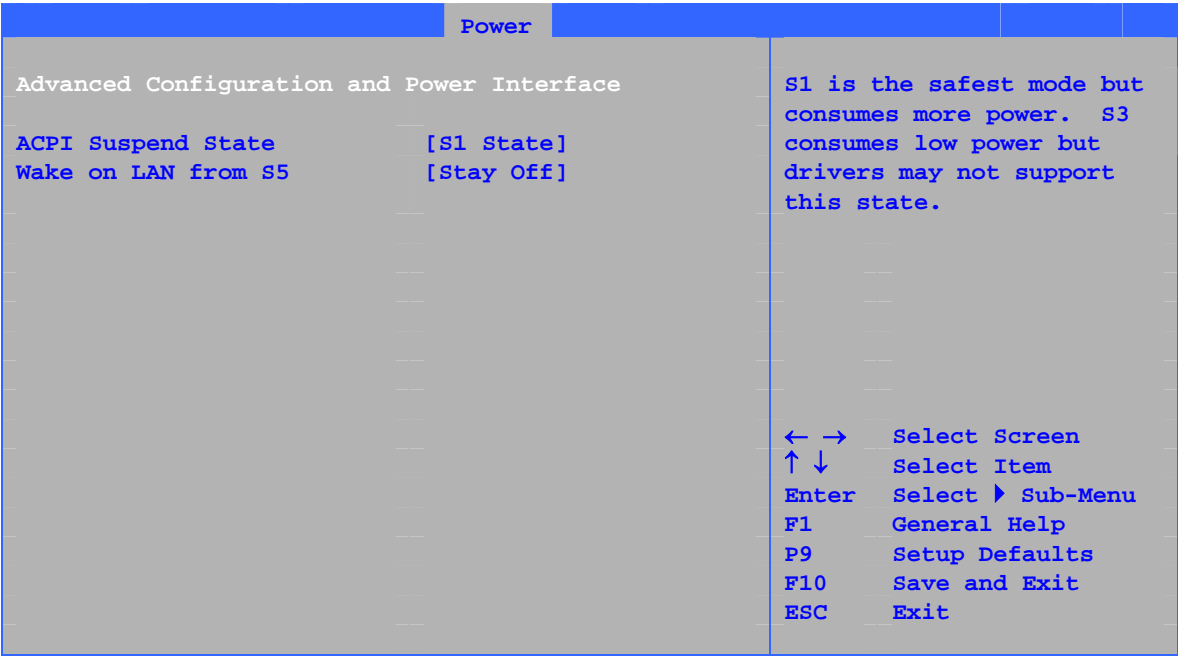 Power
Advanced Configuration and Power Interface
ACPI Suspend State [S1 State]
Wake on LAN from S5 [Stay Off]
S1 is the safest mode but
consumes more power. S3
consumes low power but
drivers may not support
this state.
← → Select Screen
↑ ↓ Select Item
Enter Select ▶ Sub-Menu
F1 General Help
P9 Setup Defaults
F10 Save and Exit
ESC Exit